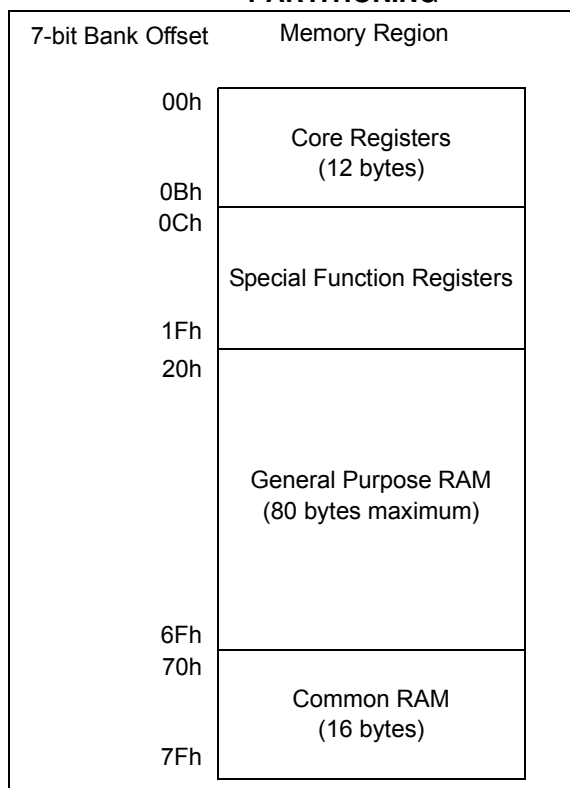 PARTITIONING
7-bit Bank Offset Memory Region
00h
Core Registers
(12 bytes)
0Bh
0Ch
Special Function Registers
1Fh
20h
General Purpose RAM
(80 bytes maximum)
6Fh
70h
Common RAM
(16 bytes)
7Fh